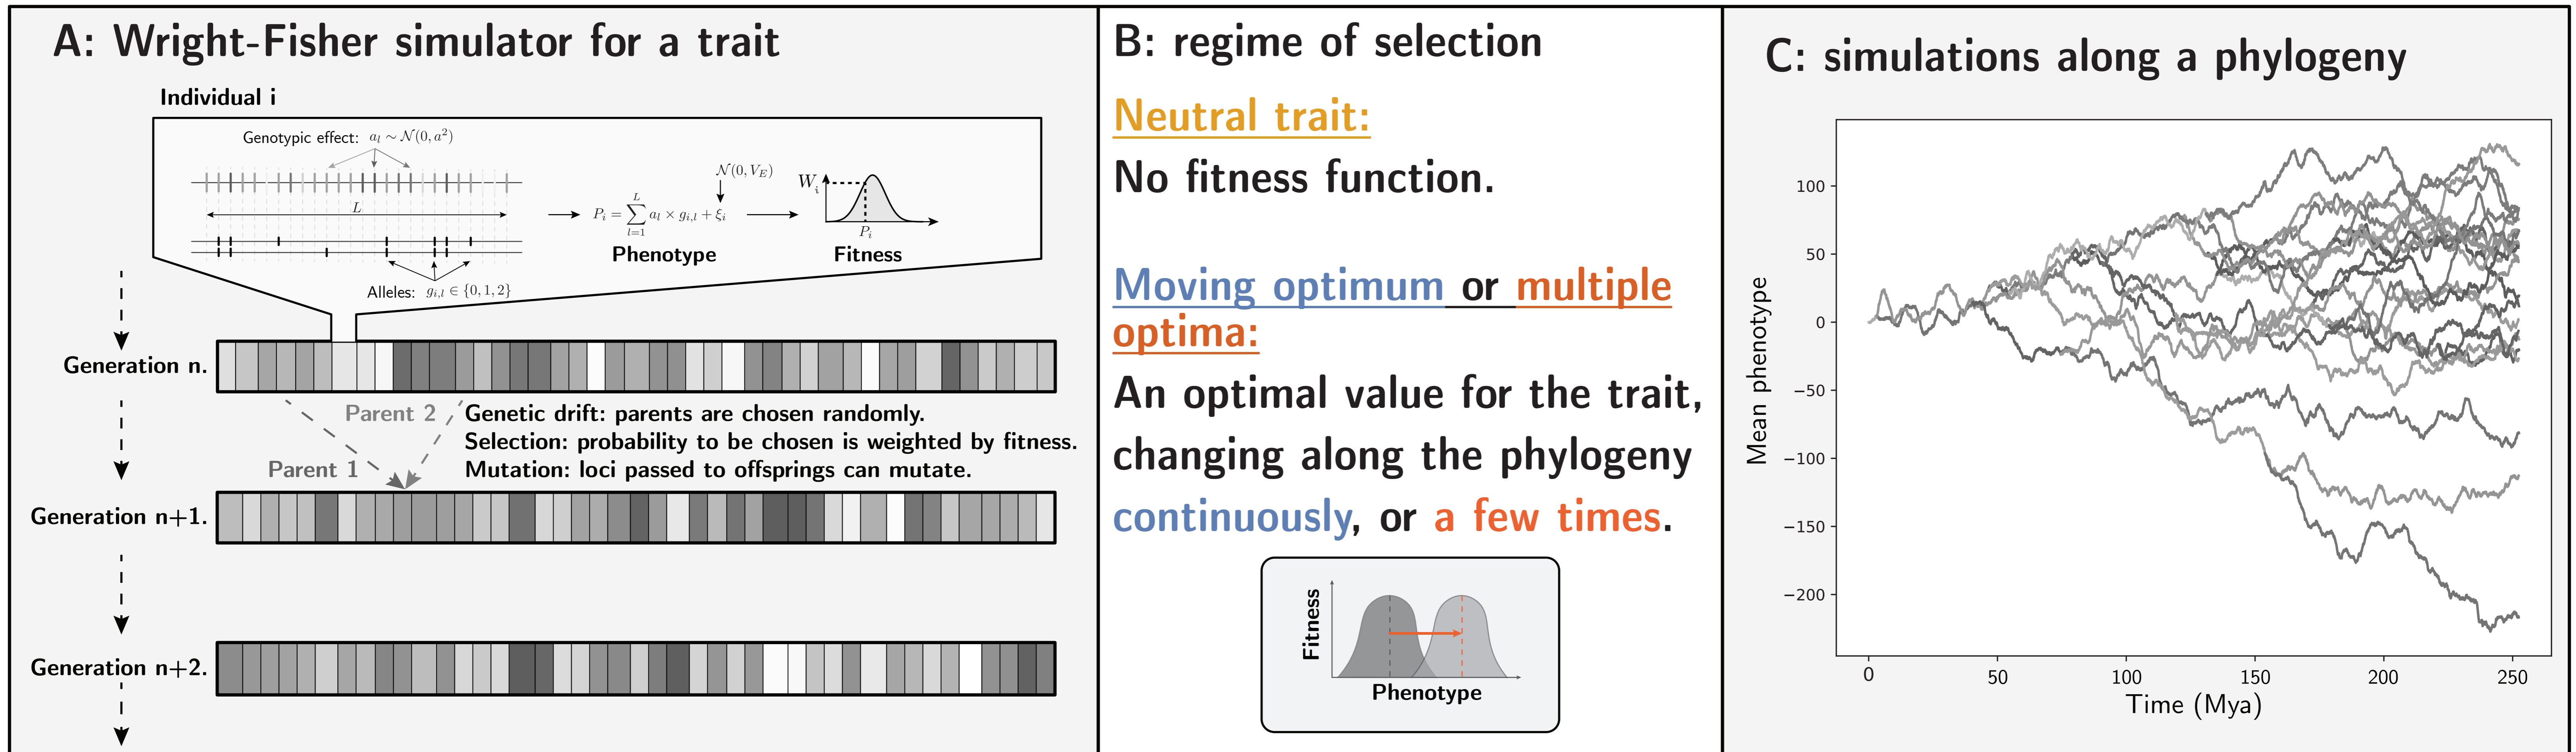 A: Wright-Fisher simulator for a trait
Individual i
Genotypic effect: a_l ∼ 𝒩(0, a²)
L
𝒩(0, V_E)
P_i = ∑_{l=1}^{L} a_l × g_{i,l} + ξ_i
Phenotype
W_i
P_i
Fitness
Alleles: g_{i,l} ∈ {0, 1, 2}
Generation n.
Parent 2
Parent 1
Genetic drift: parents are chosen randomly.
Selection: probability to be chosen is weighted by fitness.
Mutation: loci passed to offsprings can mutate.
Generation n+1.
Generation n+2.
B: regime of selection
Neutral trait:
No fitness function.
Moving optimum or multiple
optima:
An optimal value for the trait,
changing along the phylogeny
continuously, or a few times.
Fitness
Phenotype
C: simulations along a phylogeny
Mean phenotype
100
50
0
−50
−100
−150
−200
0 50 100 150 200 250
Time (Mya)